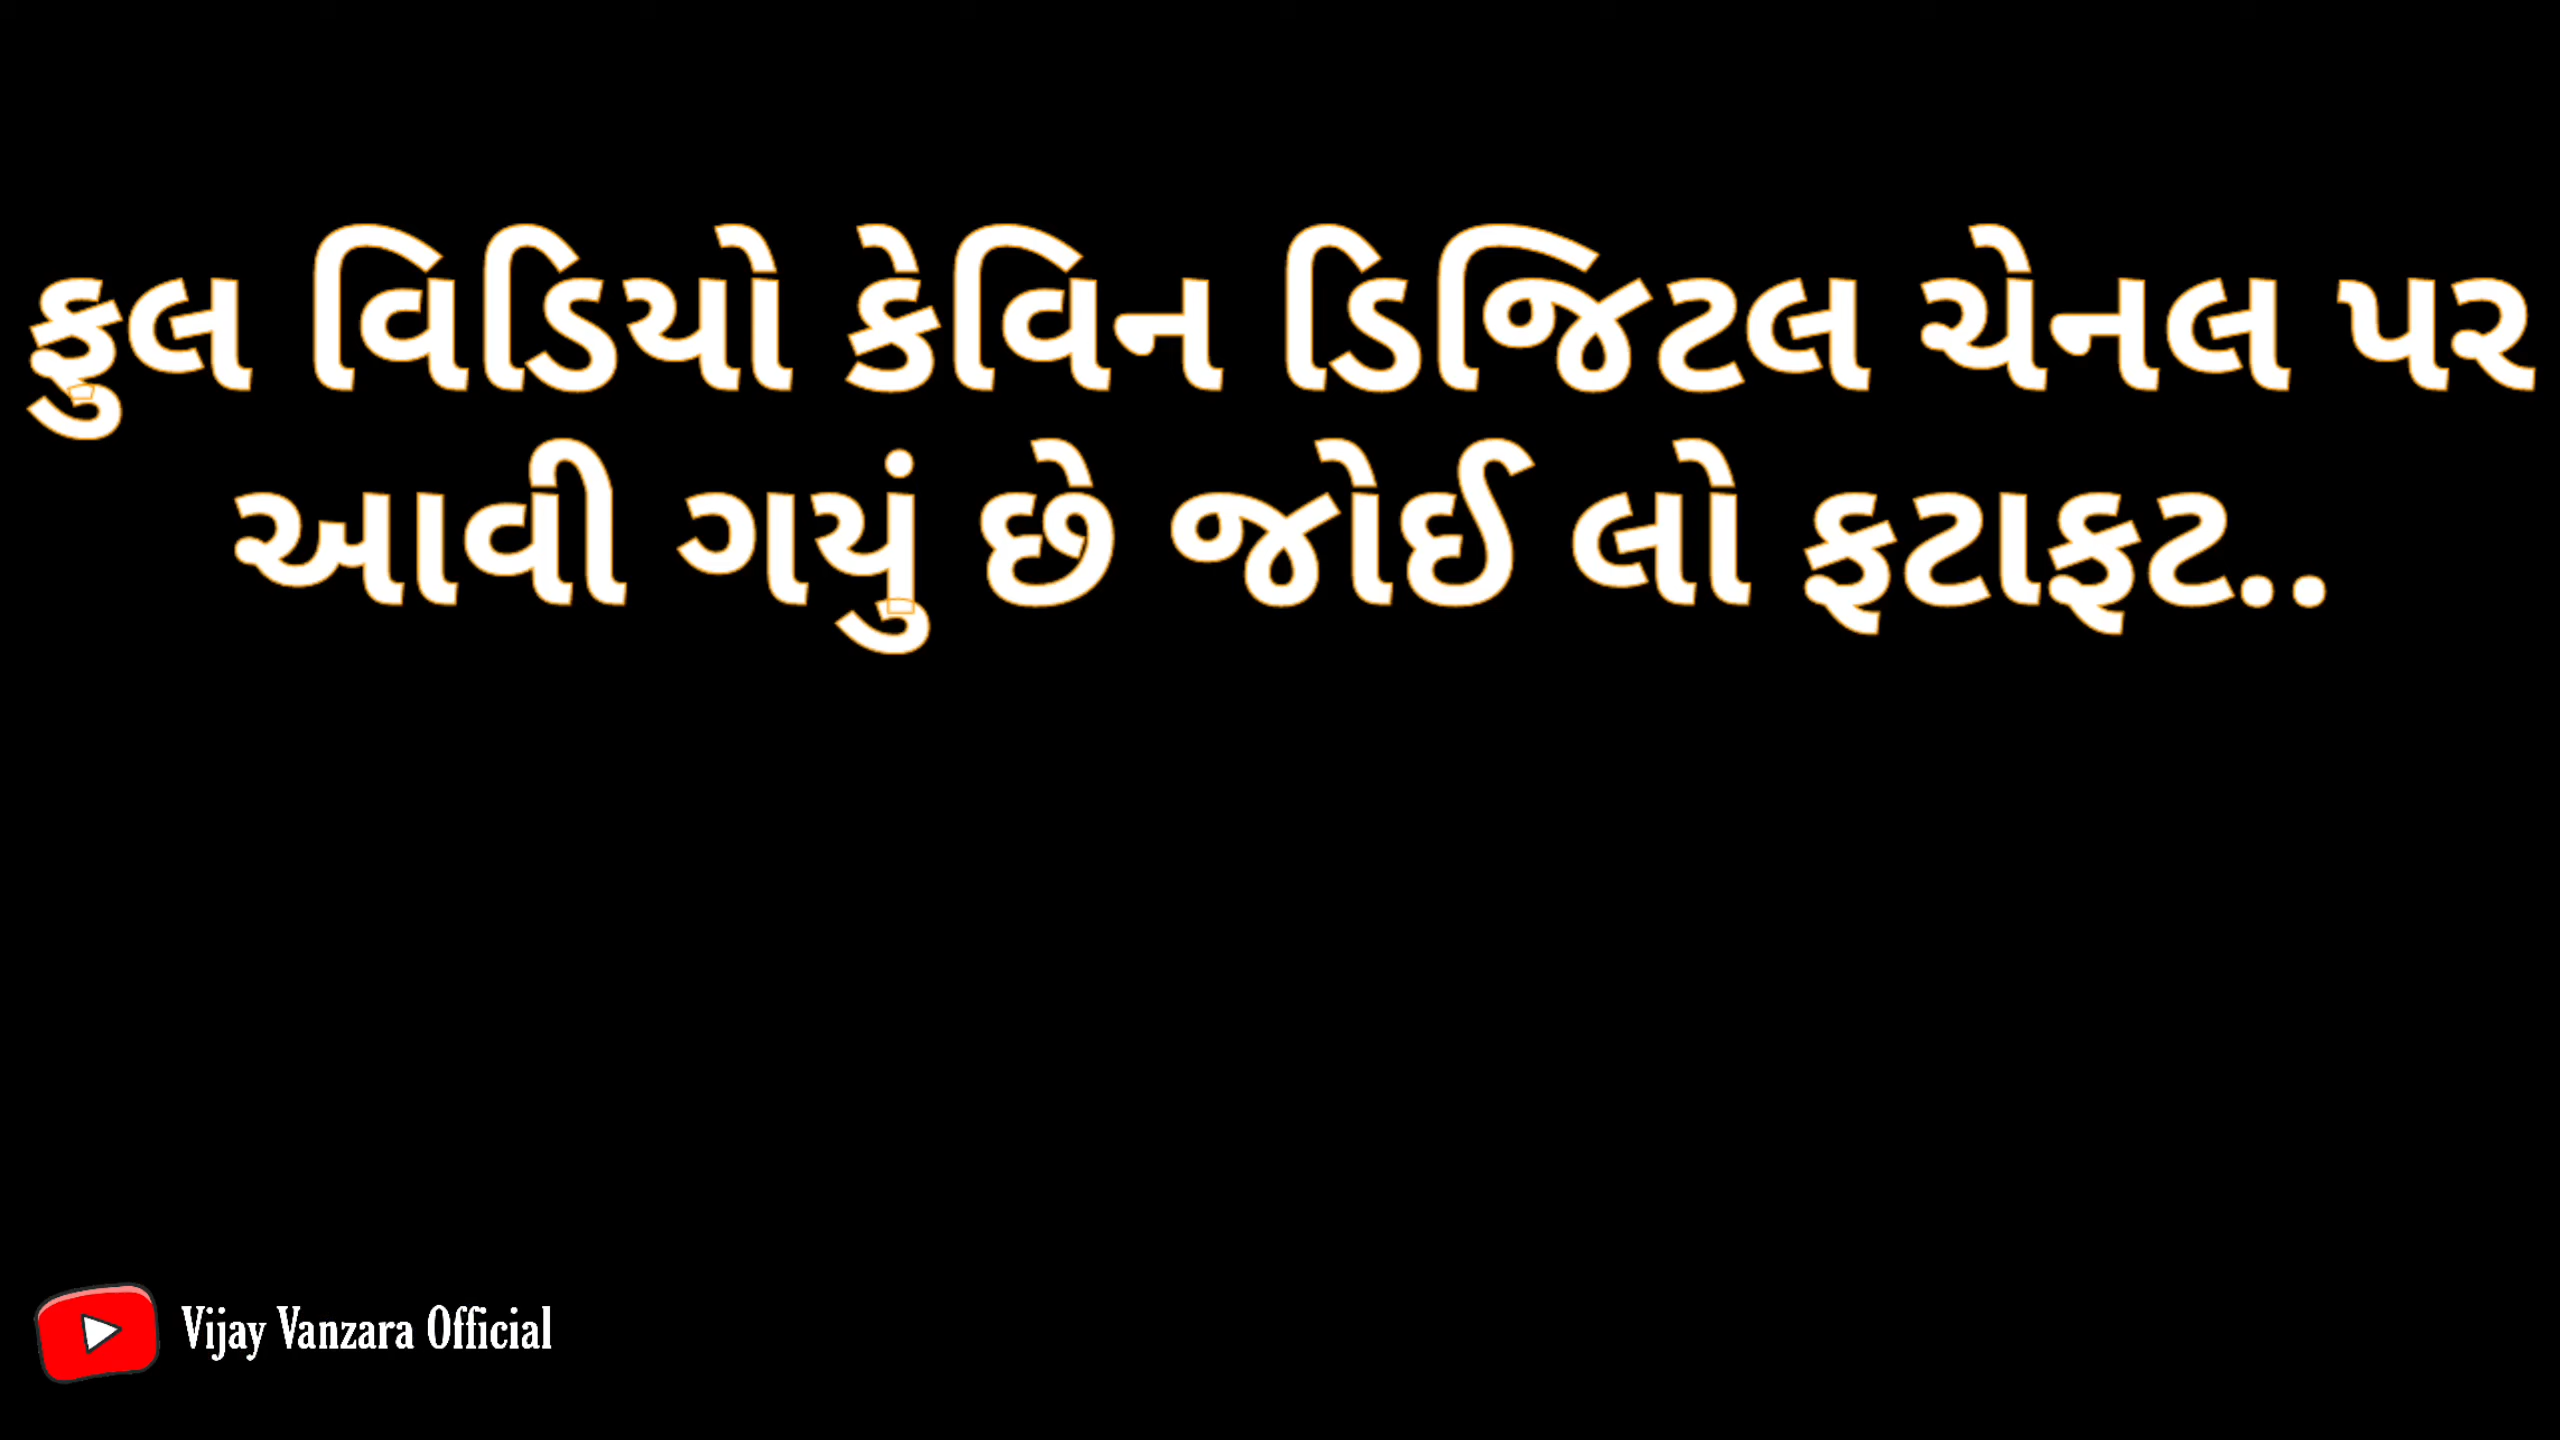 ફુલ વિડિયો કેવિન ડિજિટલ ચેનલ પર
આવી ગયું છે જોઈ લો ફટાફટ..
Vijay Vanzara Official